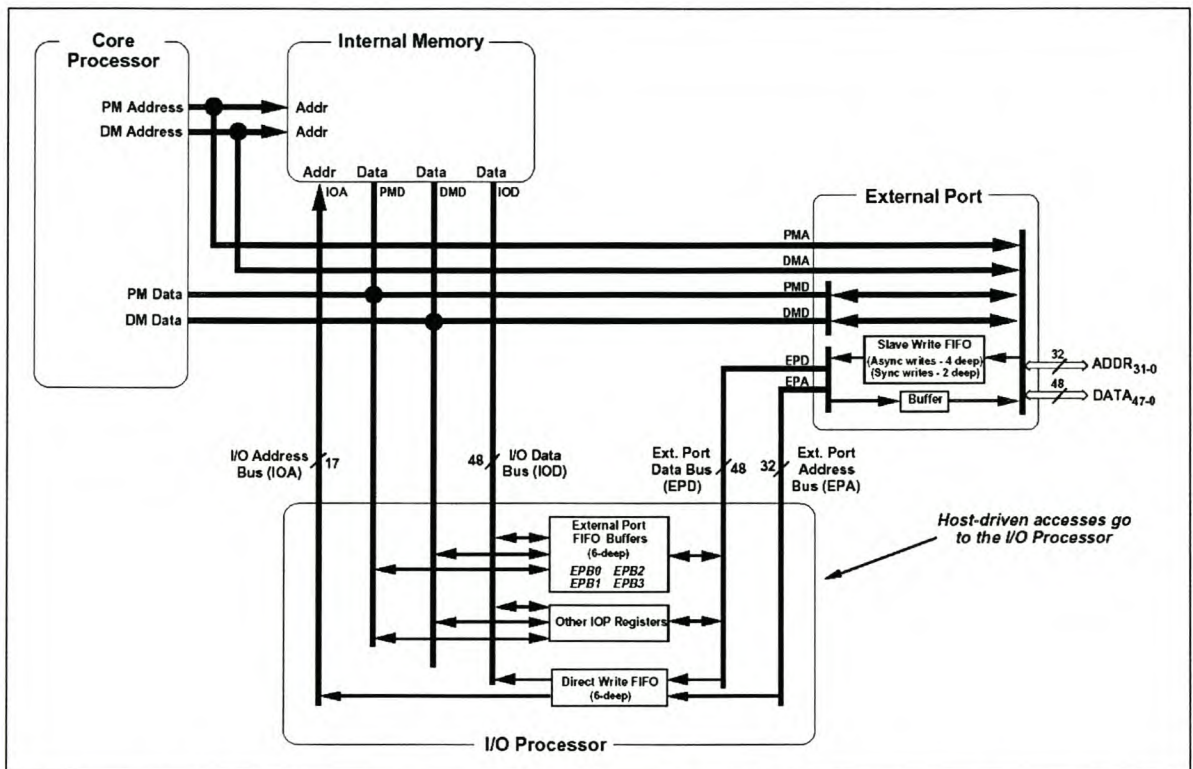 Core
Processor
PM Address
DM Address
PM Data
DM Data
Internal Memory
Addr
Addr
Addr Data Data Data
IOA PMD DMD IOD
External Port
PMA
DMA
PMD
DMD
EPD
EPA
Slave Write FIFO
(Async writes - 4 deep)
(Sync writes - 2 deep)
Buffer
32
ADDR31-0
48
DATA47-0
I/O Address
Bus (IOA)
17
48
I/O Data
Bus (IOD)
Ext. Port
Data Bus
(EPD)
48
32
Ext. Port
Address
Bus (EPA)
External Port
FIFO Buffers
(6-deep)
EPB0 EPB2
EPB1 EPB3
Other IOP Registers
Direct Write FIFO
(6-deep)
I/O Processor
Host-driven accesses go
to the I/O Processor